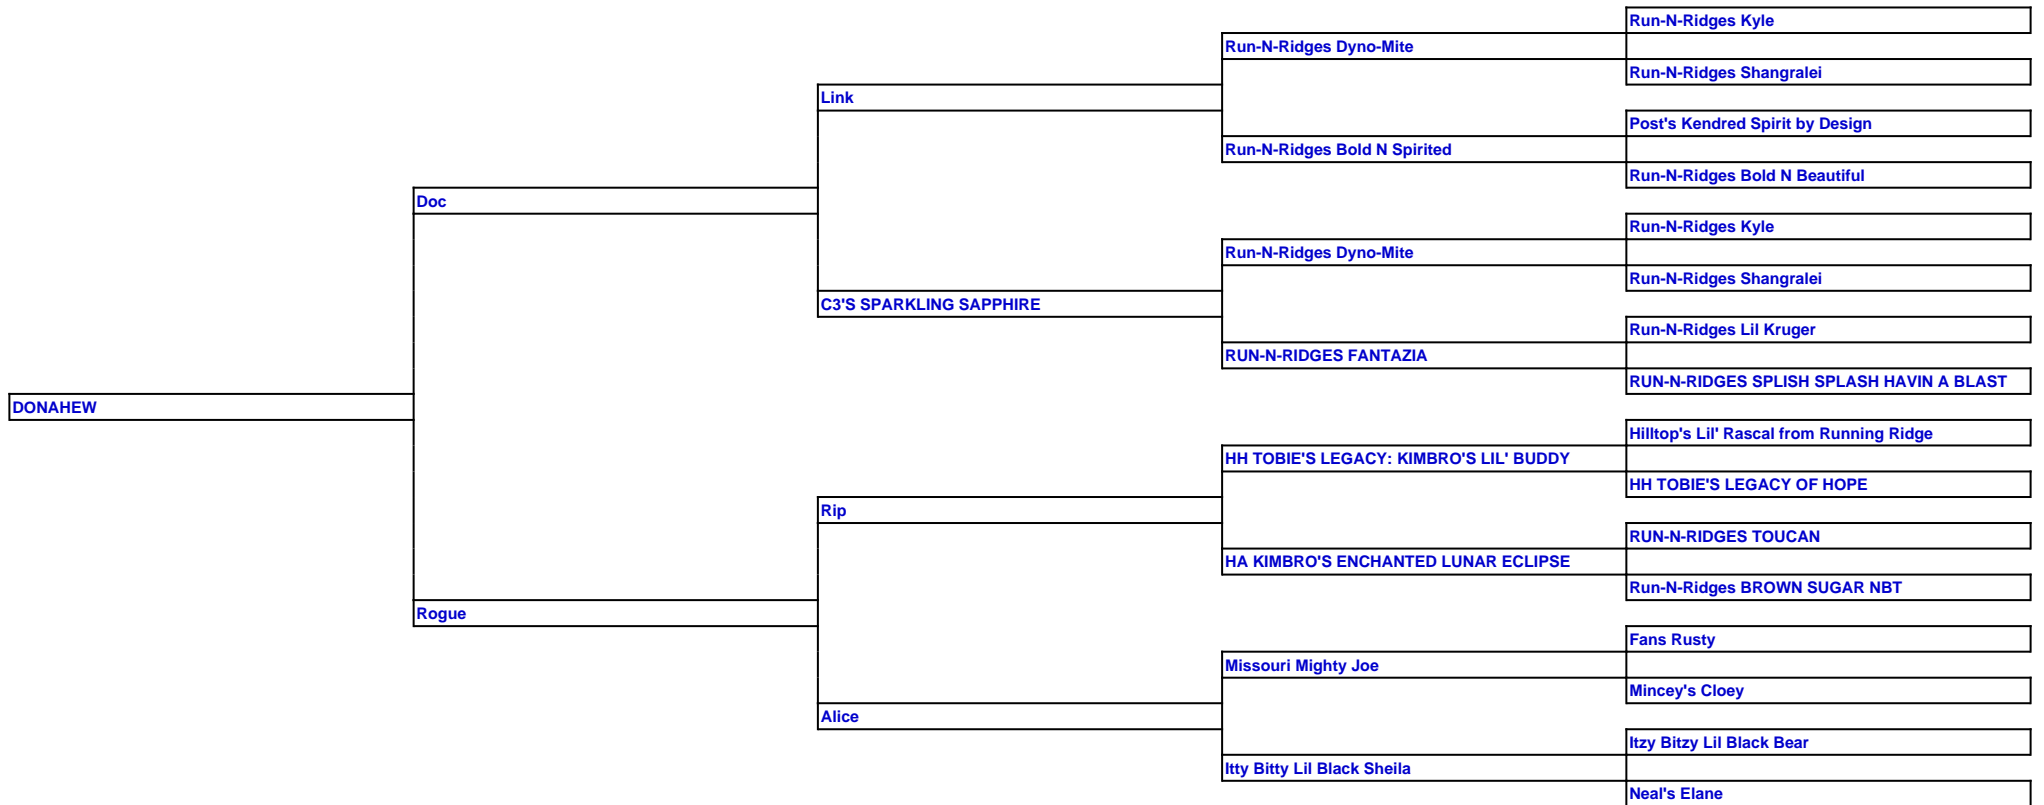 Run-N-Ridges Kyle
Run-N-Ridges Dyno-Mite
Run-N-Ridges Shangralei
Link
Post's Kendred Spirit by Design
Run-N-Ridges Bold N Spirited
Run-N-Ridges Bold N Beautiful
Doc
Run-N-Ridges Kyle
Run-N-Ridges Dyno-Mite
Run-N-Ridges Shangralei
C3'S SPARKLING SAPPHIRE
Run-N-Ridges Lil Kruger
RUN-N-RIDGES FANTAZIA
RUN-N-RIDGES SPLISH SPLASH HAVIN A BLAST
DONAHEW
Hilltop's Lil' Rascal from Running Ridge
HH TOBIE'S LEGACY: KIMBRO'S LIL' BUDDY
HH TOBIE'S LEGACY OF HOPE
Rip
RUN-N-RIDGES TOUCAN
HA KIMBRO'S ENCHANTED LUNAR ECLIPSE
Run-N-Ridges BROWN SUGAR NBT
Rogue
Fans Rusty
Missouri Mighty Joe
Mincey's Cloey
Alice
Itzy Bitzy Lil Black Bear
Itty Bitty Lil Black Sheila
Neal's Elane